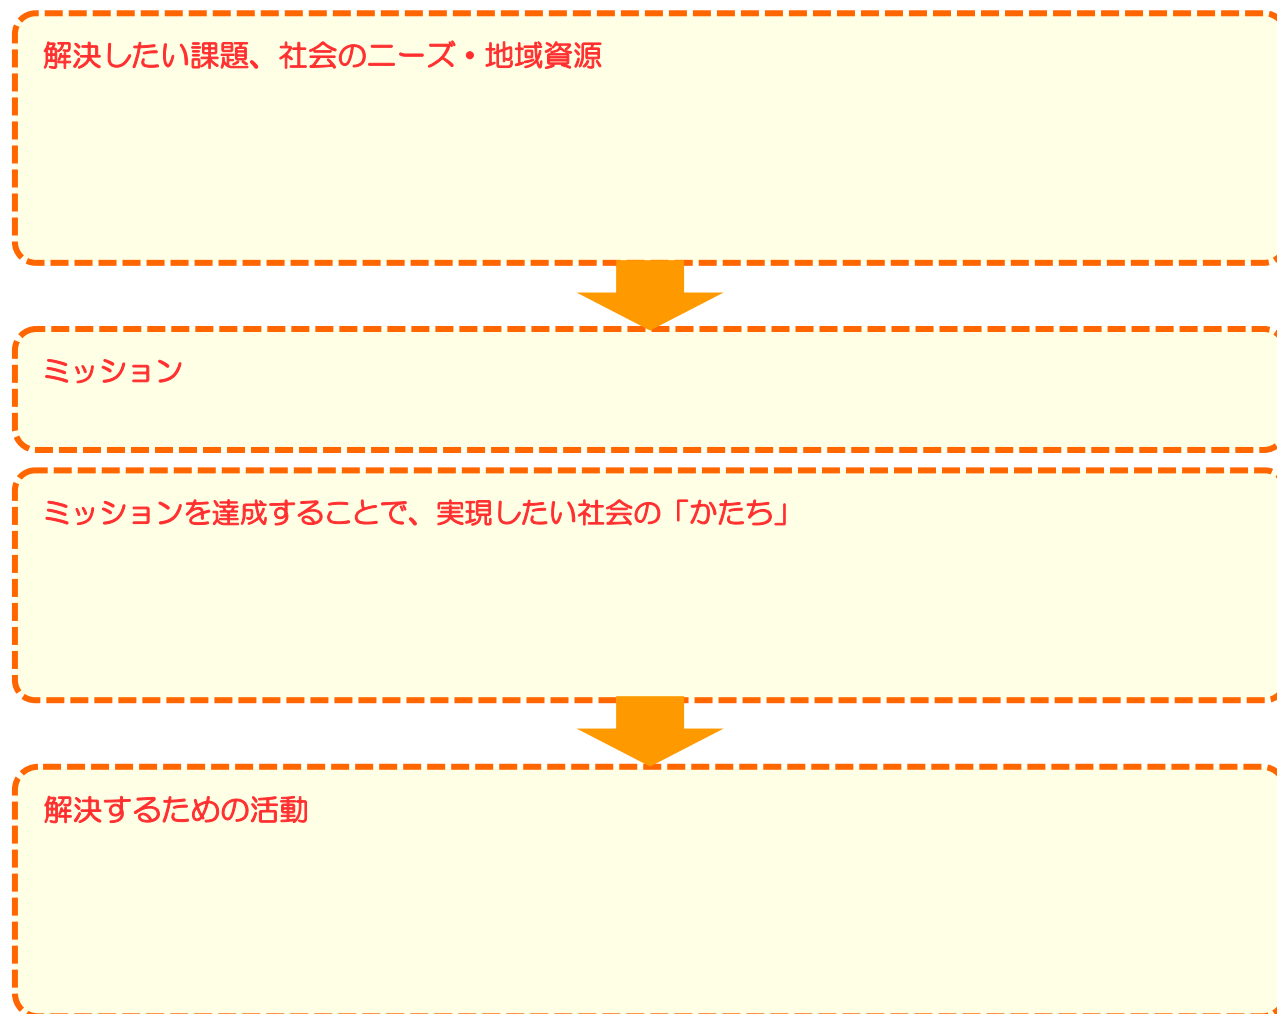 解決したい課題、社会のニーズ・地域資源
ミッション
ミッションを達成することで、実現したい社会の「かたち」
解決するための活動